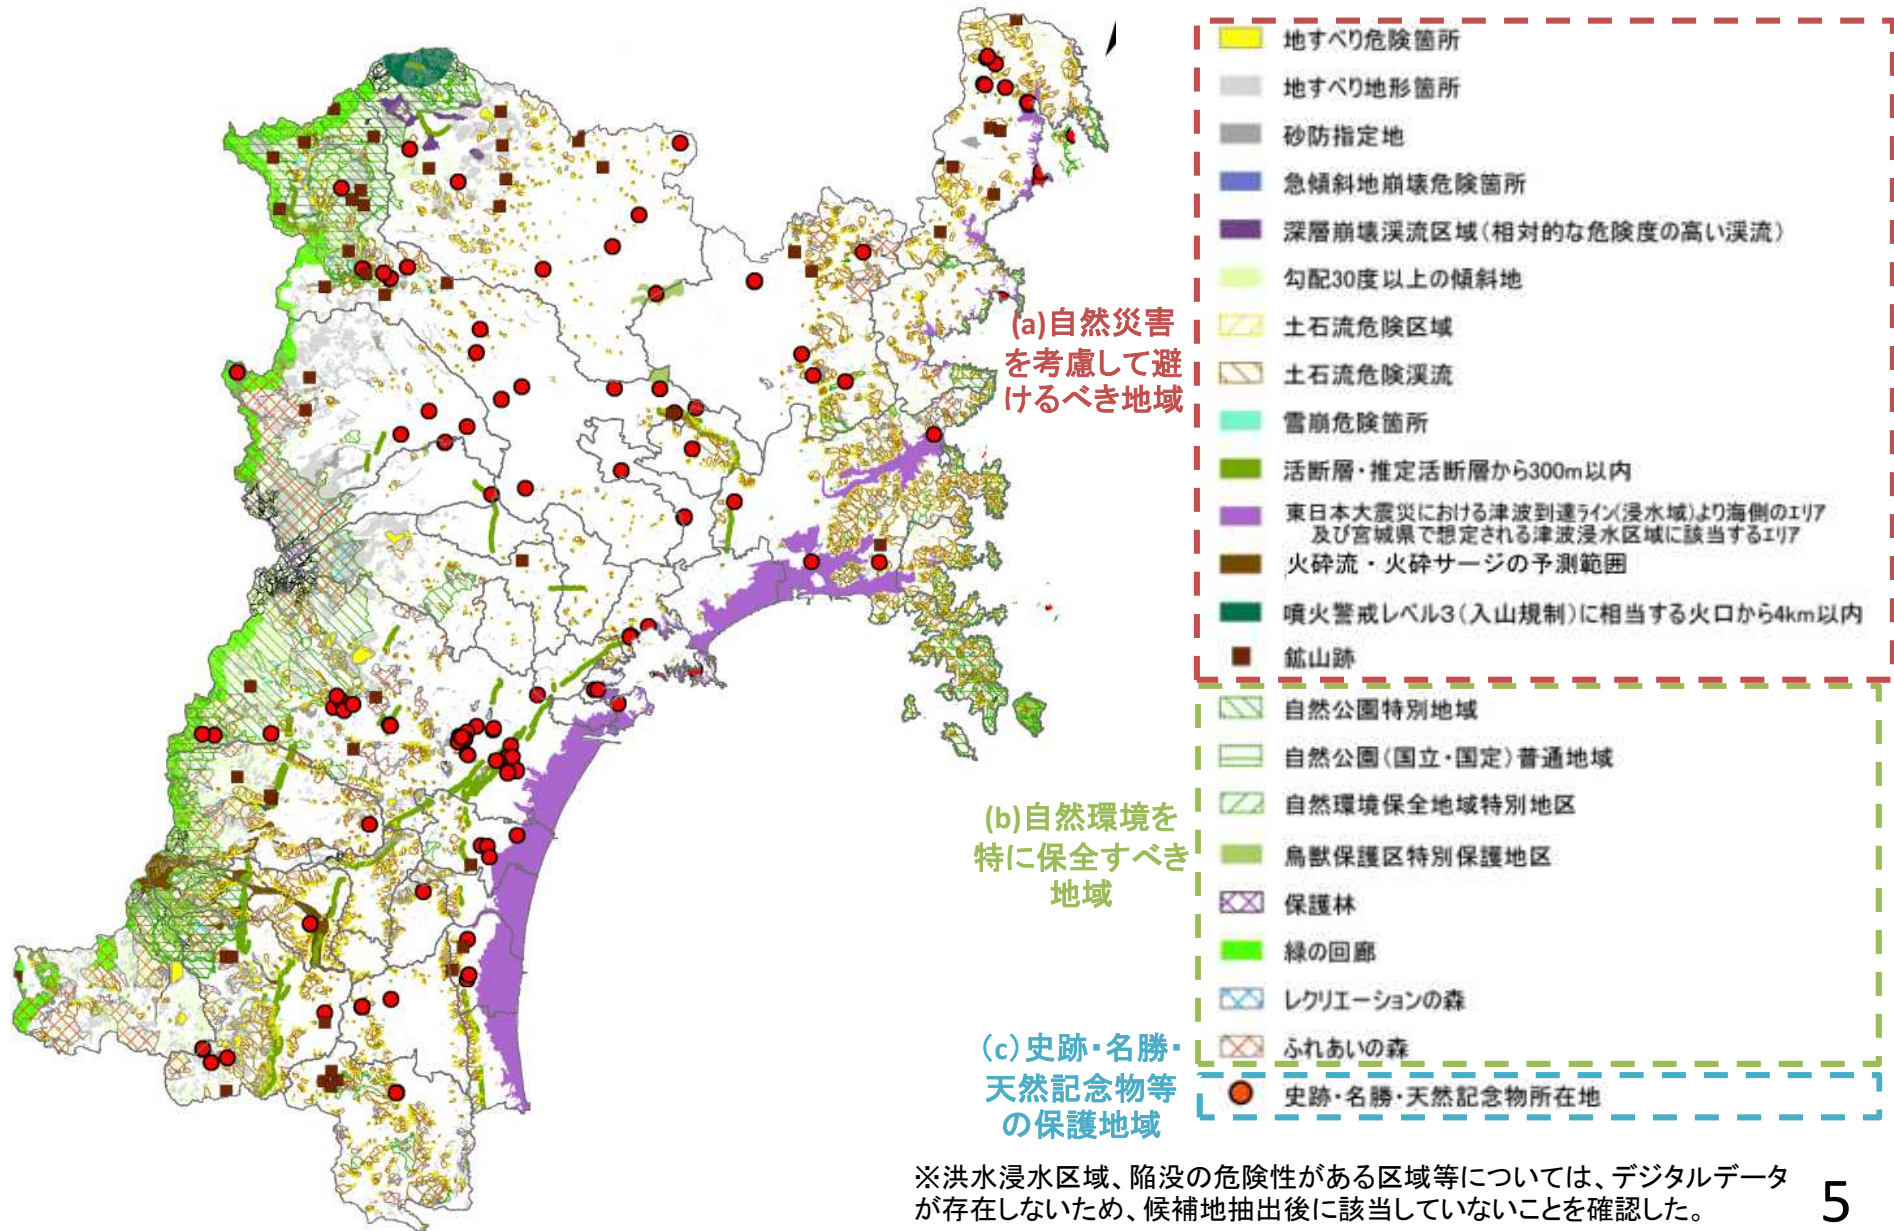 地すべり危険箇所
地すべり地形箇所
砂防指定地
急傾斜地崩壊危険箇所
深層崩壊渓流区域(相対的な危険度の高い渓流)
勾配30度以上の傾斜地
土石流危険区域
土石流危険渓流
雪崩危険箇所
活断層・推定活断層から300m以内
東日本大震災における津波到達ライン(浸水域)より海側のエリア
及び宮城県で想定される津波浸水区域に該当するエリア
火砕流・火砕サージの予測範囲
噴火警戒レベル3(入山規制)に相当する火口から4km以内
鉱山跡
(a)自然災害
を考慮して避
けるべき地域
自然公園特別地域
自然公園(国立・国定)普通地域
自然環境保全地域特別地区
鳥獣保護区特別保護地区
保護林
緑の回廊
レクリエーションの森
ふれあいの森
(b)自然環境を
特に保全すべき
地域
史跡・名勝・天然記念物所在地
(c)史跡・名勝・
天然記念物等
の保護地域
※洪水浸水区域、陥没の危険性がある区域等については、デジタルデータ
が存在しないため、候補地抽出後に該当していないことを確認した。
5